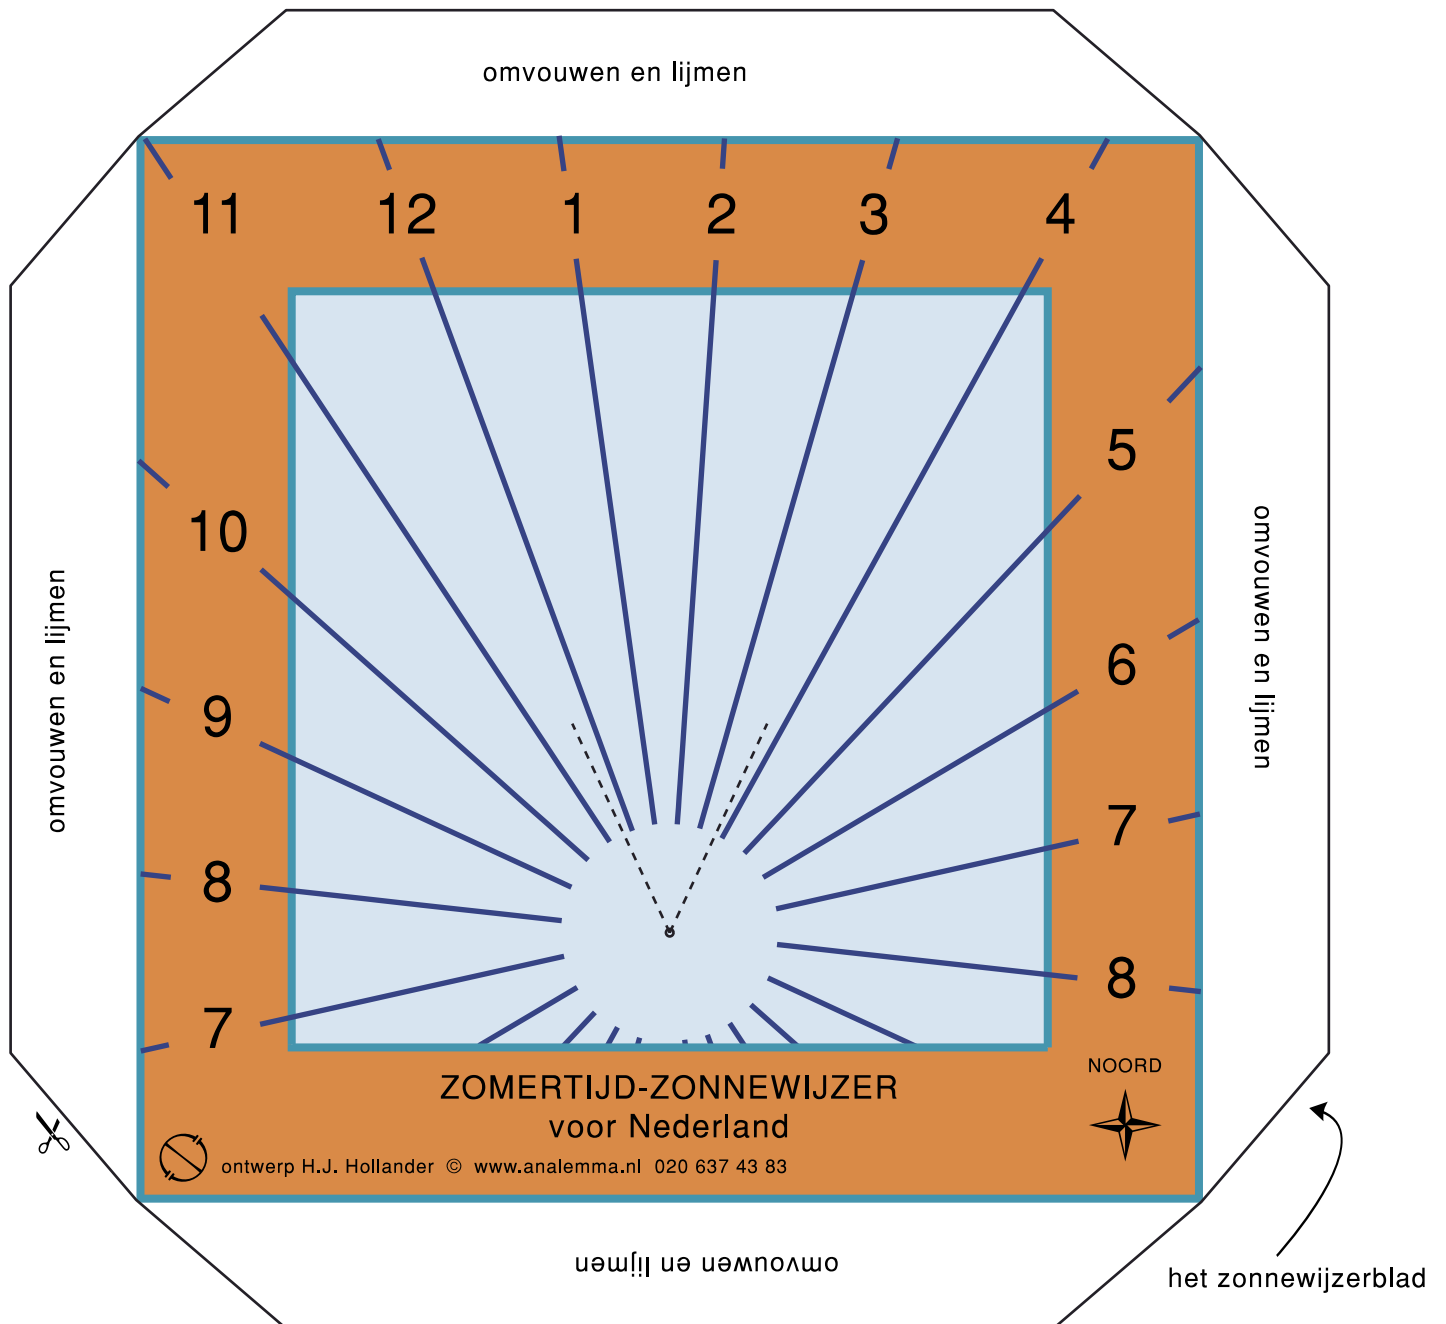 omvouwen en lijmen
11 12 1 2 3 4
5
10
6
9
7
8
8
7
omvouwen en lijmen
omvouwen en lijmen
NOORD
ZOMERTIJD-ZONNEWIJZER
voor Nederland
ontwerp H.J. Hollander © www.analemma.nl 020 637 43 83
omvouwen en lijmen
het zonnewijzerblad